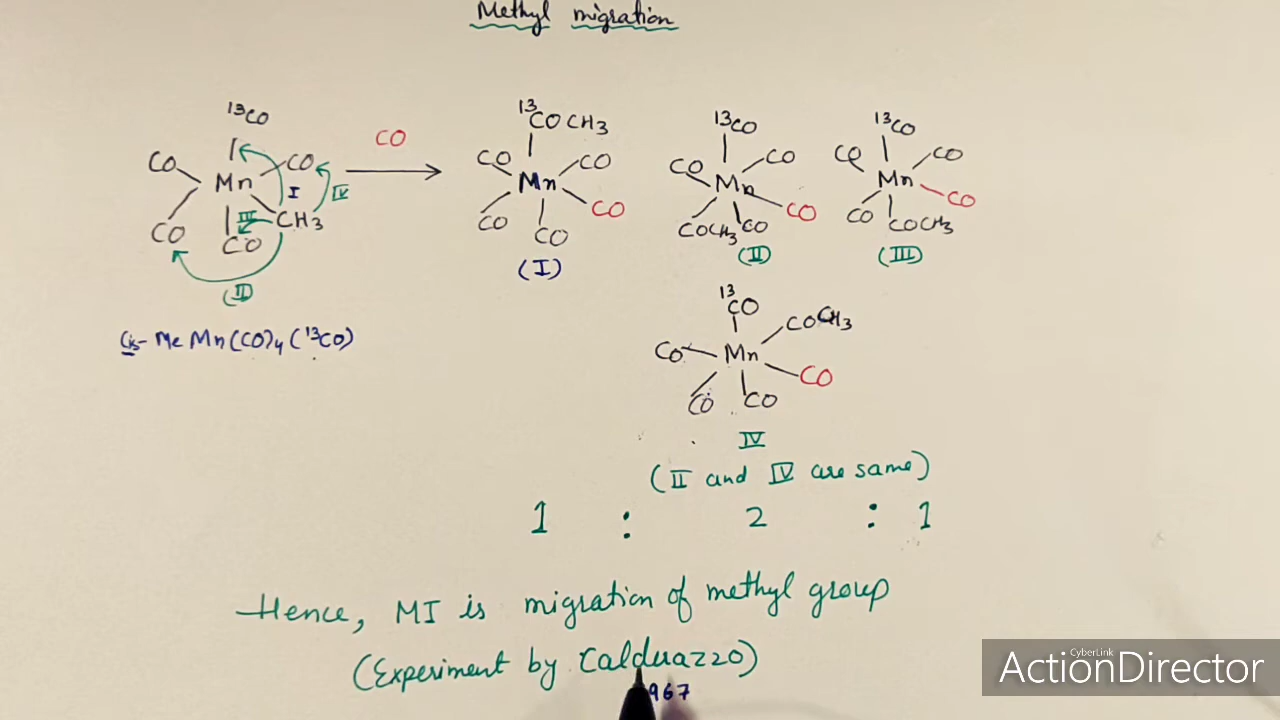 Methyl migration
13CO
CO
CO
Mn
I
IV
III
CH3
CO
CO
(II)
Cis- MeMn(CO)4(13CO)
CO
13COCH3
CO
CO
Mn
CO
CO
CO
(I)
13CO
CO
CO
Mn
CO
COCH3
CO
(II)
13CO
CO
CO
Mn
CO
CO
COCH3
(III)
13CO
COCH3
CO
Mn
CO
CO
CO
IV
(II and IV are same)
1 : 2 : 1
Hence, MI is migration of methyl group
(Experiment by Calduazzo)
967
CyberLink
ActionDirector